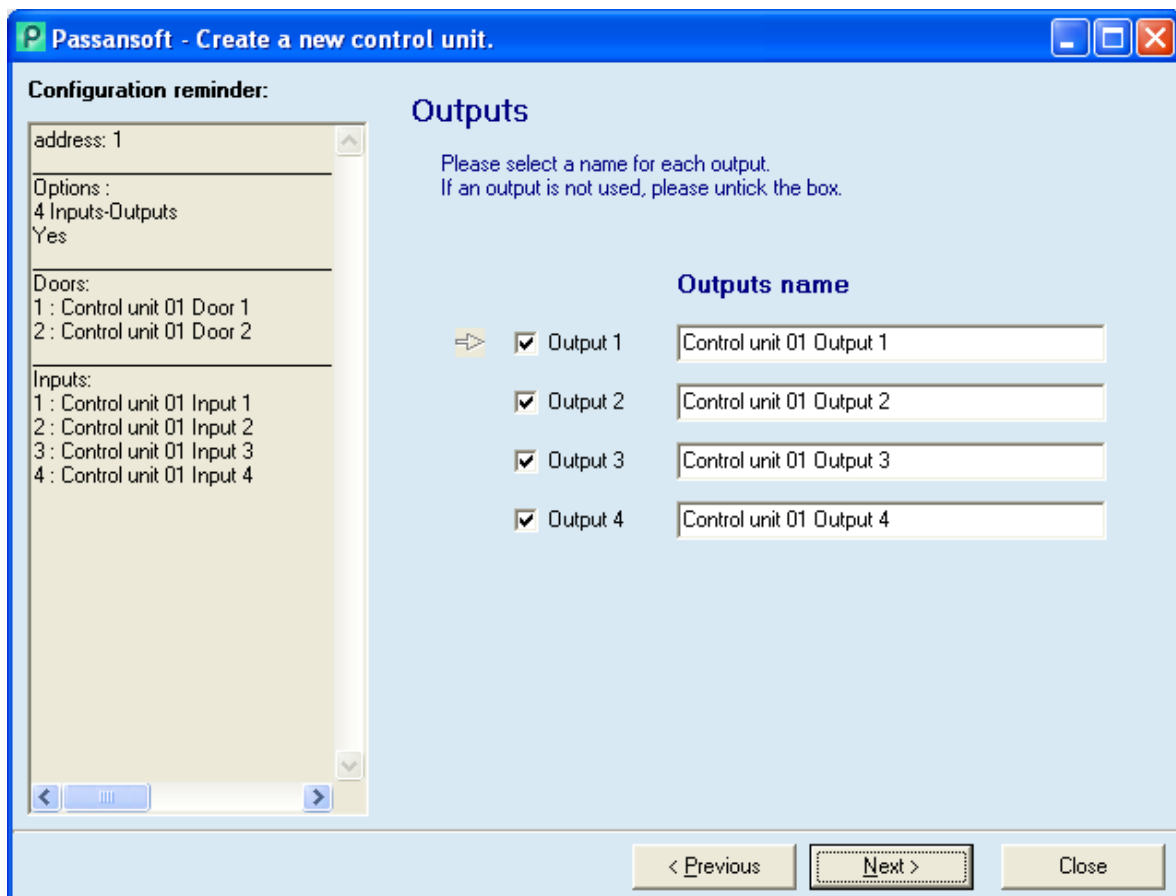 Passansoft - Create a new control unit.
Configuration reminder:
address: 1
Options :
4 Inputs-Outputs
Yes
Doors:
1 : Control unit 01 Door 1
2 : Control unit 01 Door 2
Inputs:
1 : Control unit 01 Input 1
2 : Control unit 01 Input 2
3 : Control unit 01 Input 3
4 : Control unit 01 Input 4
Outputs
Please select a name for each output.
If an output is not used, please untick the box.
Outputs name
Output 1 Control unit 01 Output 1
Output 2 Control unit 01 Output 2
Output 3 Control unit 01 Output 3
Output 4 Control unit 01 Output 4
< Previous Next > Close